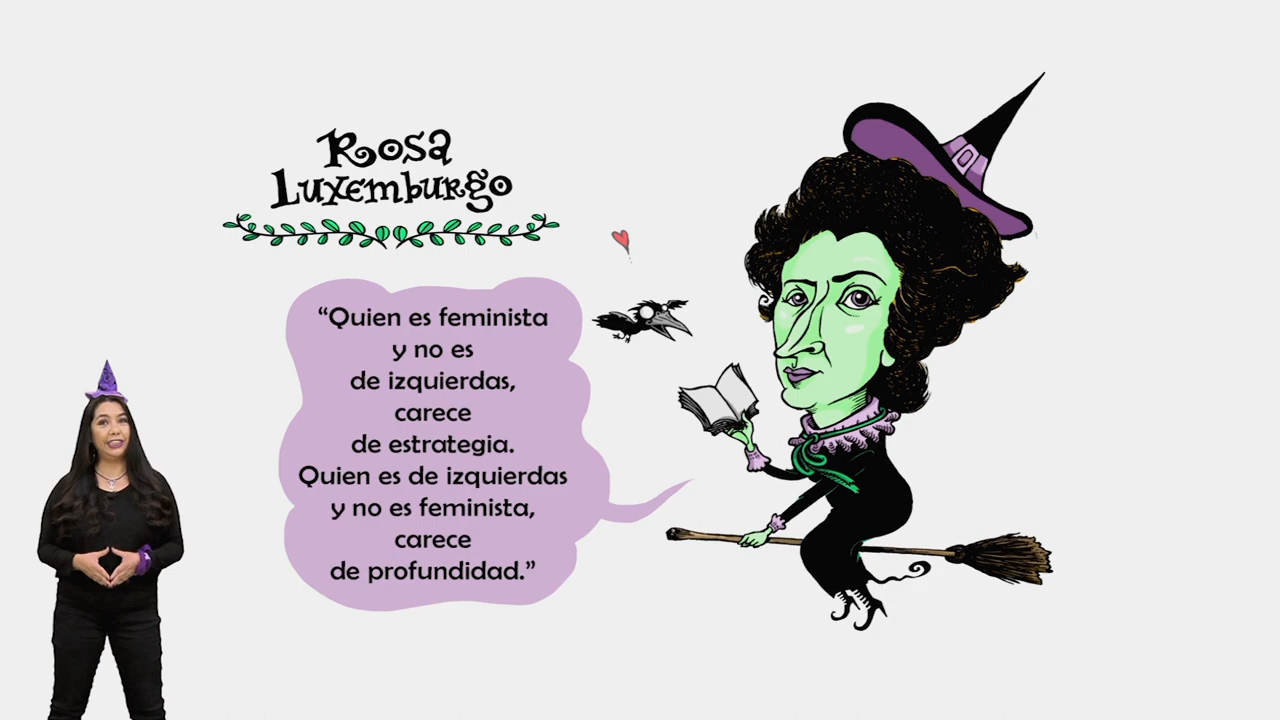 Rosa
Luxemburgo
“Quien es feminista
y no es
de izquierdas,
carece
de estrategia.
Quien es de izquierdas
y no es feminista,
carece
de profundidad.”